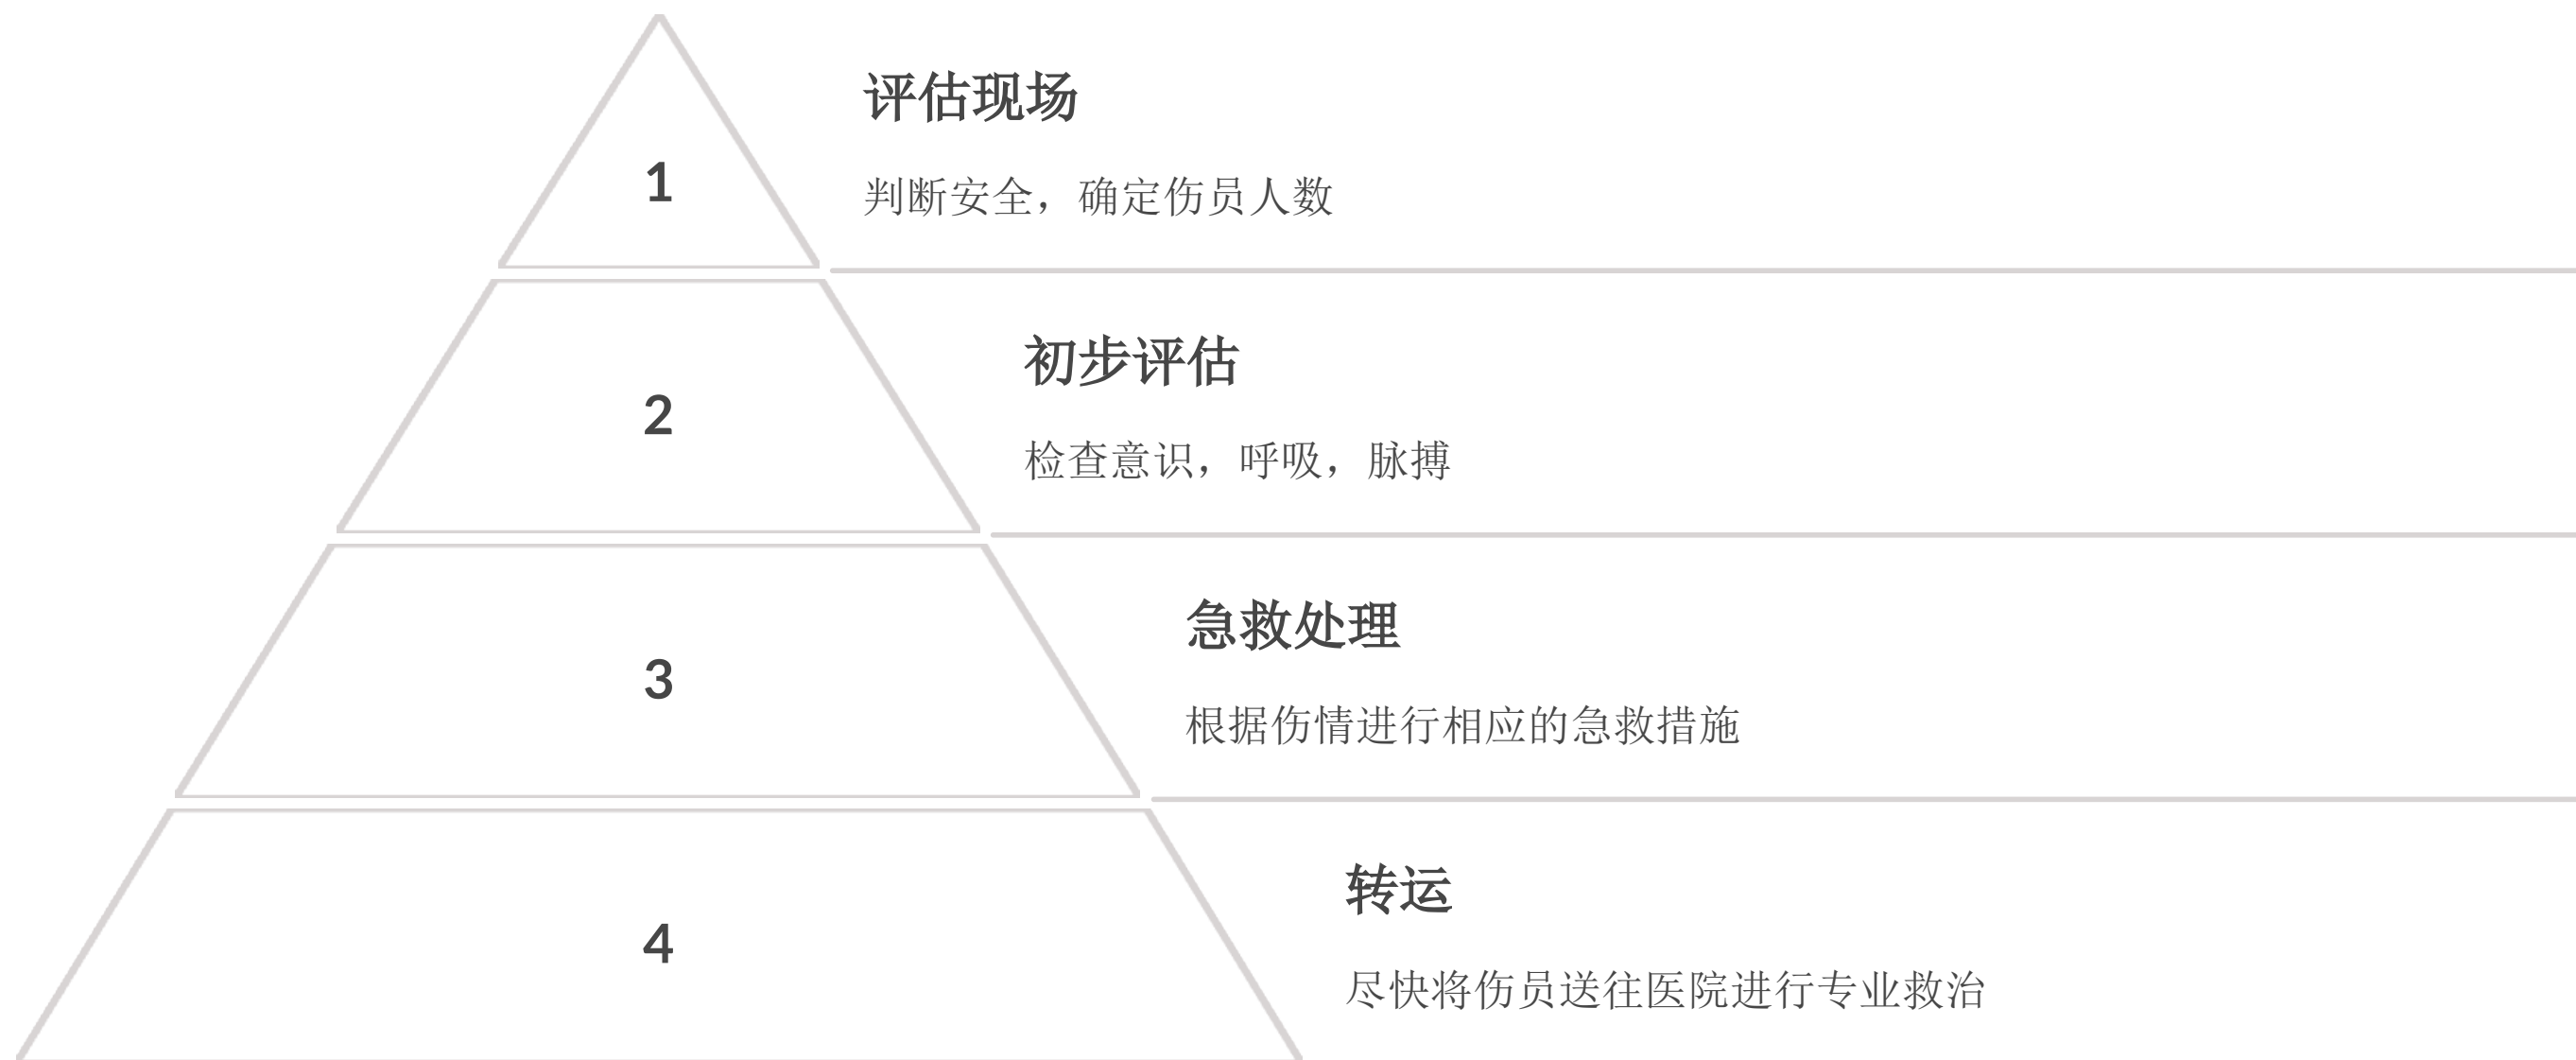 评估现场
1
判断安全，确定伤员人数
初步评估
2
检查意识，呼吸，脉搏
急救处理
3
根据伤情进行相应的急救措施
转运
4
尽快将伤员送往医院进行专业救治